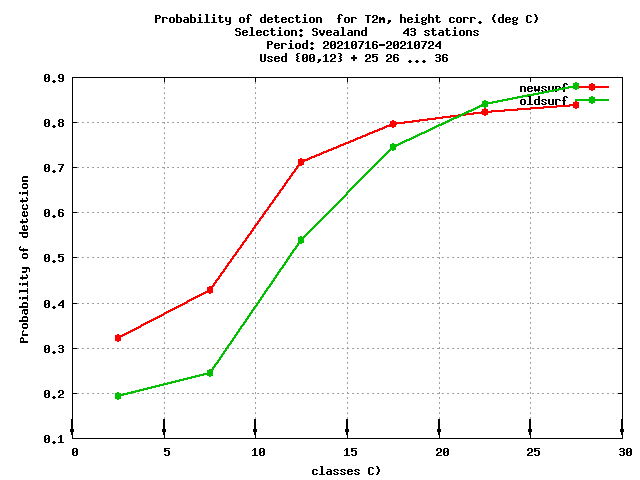 Probability of detection for T2m, height corr. (deg C)
Selection: Svealand 43 stations
Period: 20210716-20210724
Used {00,12} + 25 26 ... 36
newsurf
oldsurf
0.9
0.8
0.7
0.6
0.5
0.4
0.3
0.2
0.1
Probability of detection
0 5 10 15 20 25 30
classes C)